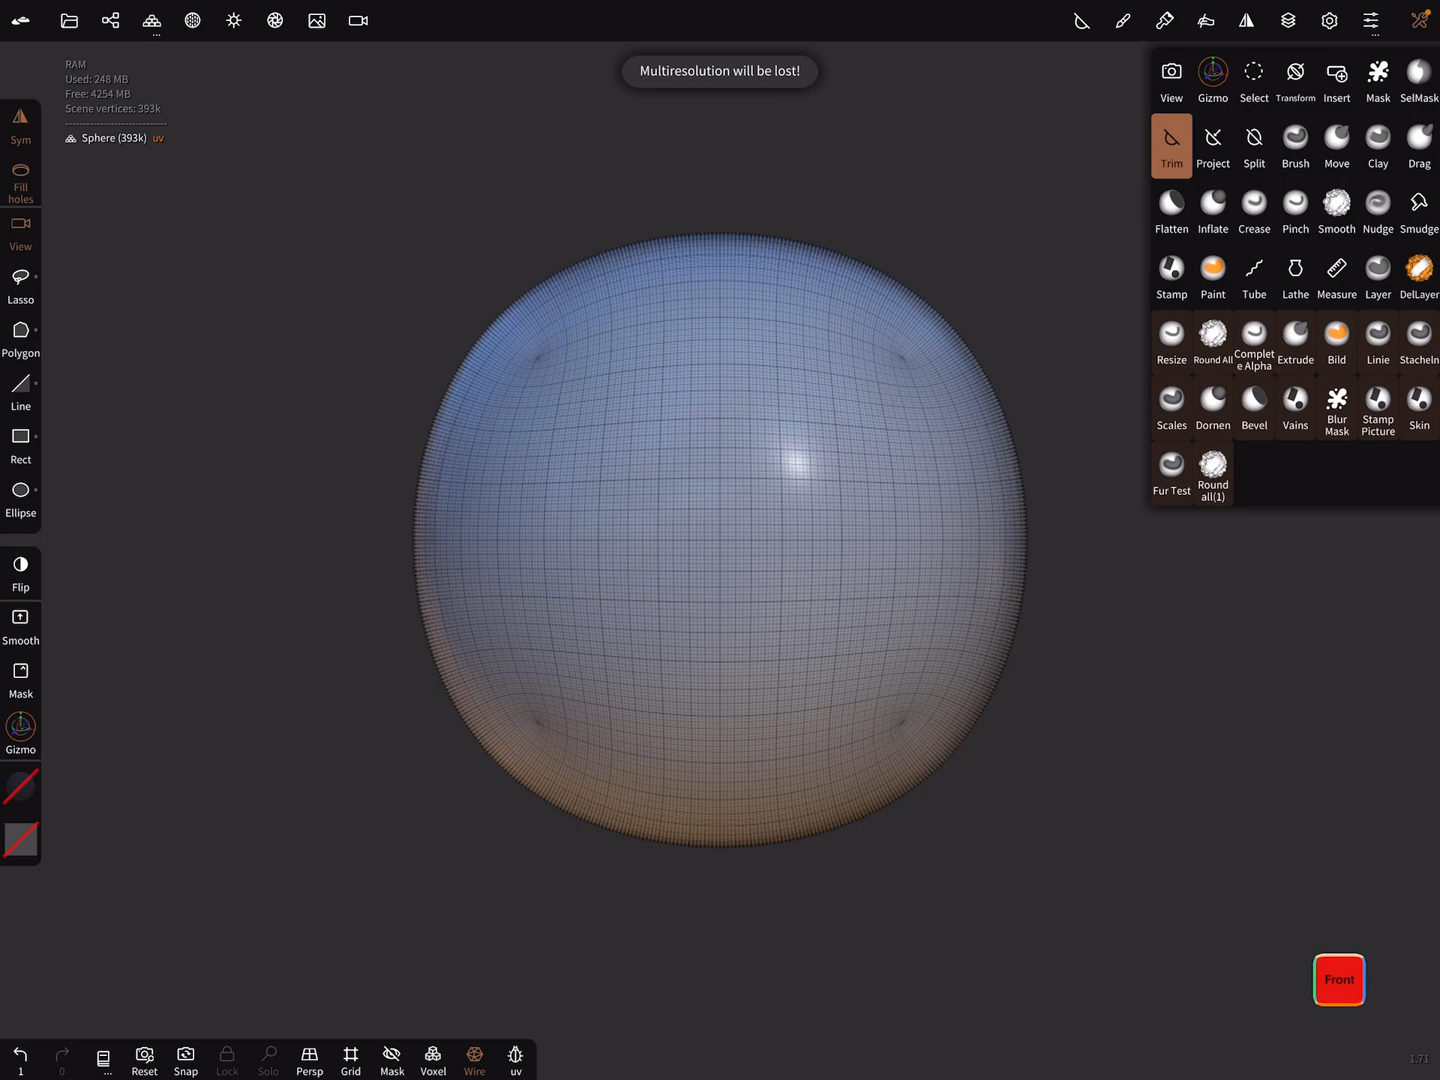 Multiresolution will be lost!
RAM
Used: 248 MB
Free: 4254 MB
Scene vertices: 393k
Sphere (393k) uv
Sym
Fill
holes
View
Lasso
Polygon
Line
Rect
Ellipse
Flip
Smooth
Mask
Gizmo
View Gizmo Select Transform Insert Mask SelMask
Trim Project Split Brush Move Clay Drag
Flatten Inflate Crease Pinch Smooth Nudge Smudge
Stamp Paint Tube Lathe Measure Layer DelLayer
Resize Round All Complet
e Alpha Extrude Bild Linie Stacheln
Scales Dornen Bevel Vains Blur
Mask Stamp
Picture Skin
Fur Test Round
all(1)
Front
1 0 ... Reset Snap Lock Solo Persp Grid Mask Voxel Wire uv
1.71